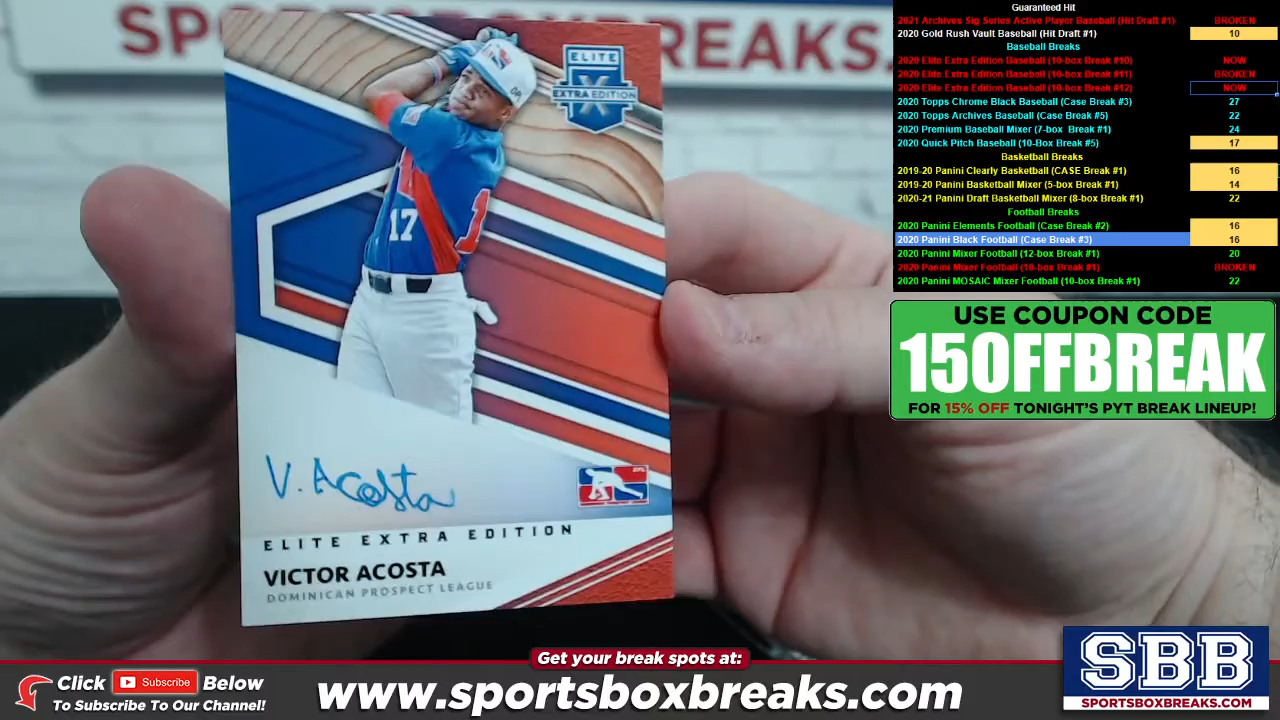 SPORTSBOXBREAKS.
ELITE
EXTRA EDITION
17
1
V. Acosta
ELITE EXTRA EDITION
VICTOR ACOSTA
DOMINICAN PROSPECT LEAGUE
Guaranteed Hit
2021 Archives Sig Series Active Player Baseball (Hit Draft #1) BROKEN
2020 Gold Rush Vault Baseball (Hit Draft #1) 10
Baseball Breaks
2020 Elite Extra Edition Baseball (10-box Break #10) NOW
2020 Elite Extra Edition Baseball (10-box Break #11) BROKEN
2020 Elite Extra Edition Baseball (10-box Break #12) NOW
2020 Topps Chrome Black Baseball (Case Break #3) 27
2020 Topps Archives Baseball (Case Break #5) 22
2020 Premium Baseball Mixer (7-box Break #1) 24
2020 Quick Pitch Baseball (10-Box Break #5) 17
Basketball Breaks
2019-20 Panini Clearly Basketball (CASE Break #1) 16
2019-20 Panini Basketball Mixer (5-box Break #1) 14
2020-21 Panini Draft Basketball Mixer (8-box Break #1) 22
Football Breaks
2020 Panini Elements Football (Case Break #2) 16
2020 Panini Black Football (Case Break #3) 16
2020 Panini Mixer Football (12-box Break #1) 20
2020 Panini Mixer Football (18-box Break #1) BROKEN
2020 Panini MOSAIC Mixer Football (10-box Break #1) 22
USE COUPON CODE
15OFFBREAK
FOR 15% OFF TONIGHT'S PYT BREAK LINEUP!
Get your break spots at:
Click Subscribe Below
To Subscribe To Our Channel!
www.sportsboxbreaks.com
SBB
SPORTSBOXBREAKS.COM